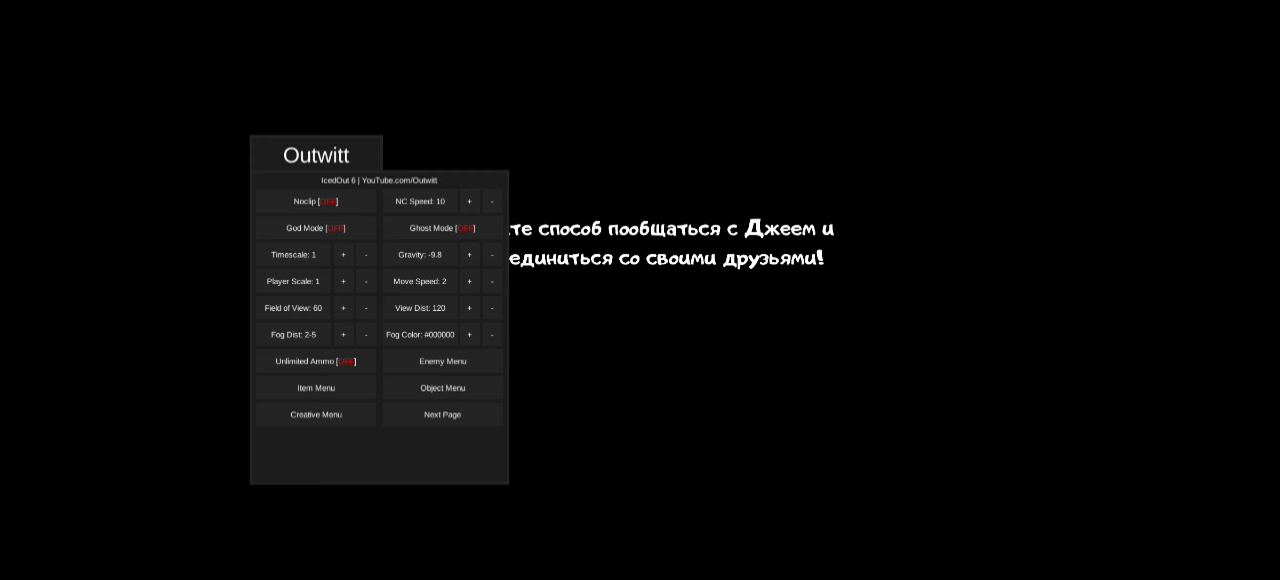 Outwitt
IcedOut 6 | YouTube.com/Outwitt
Noclip [OFF] NC Speed: 10 + -
God Mode [OFF] Ghost Mode [OFF]
способ пообщаться с Джеем и
Timescale: 1 + - Gravity: -9.8 + -
со своими друзьями!
Player Scale: 1 + - Move Speed: 2 + -
Field of View: 60 + - View Dist: 120 + -
Fog Dist: 2-5 + - Fog Color: #000000 + -
Unlimited Ammo [OFF] Enemy Menu
Item Menu Object Menu
Creative Menu Next Page